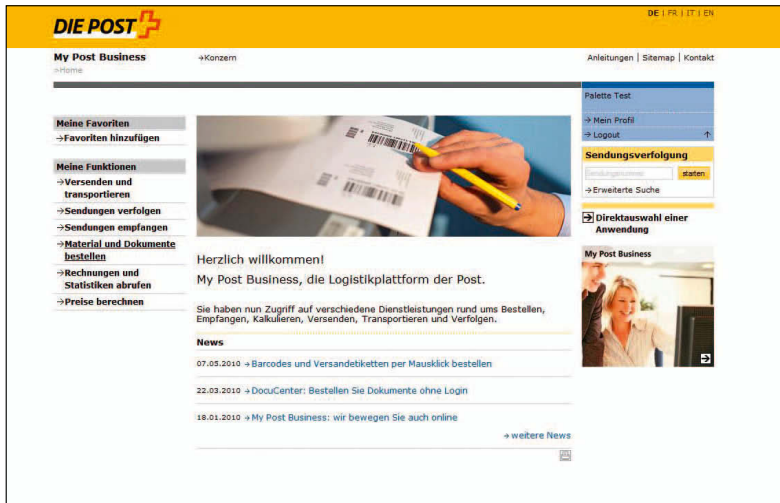 DIE POST
DE | FR | IT | EN
My Post Business
→Konzern
Anleitungen | Sitemap | Kontakt
→Home
Palette Test
→ Mein Profil
→ Logout
Meine Favoriten
→Favoriten hinzufügen
Meine Funktionen
→Versenden und
transportieren
→Sendungen verfolgen
→Sendungen empfangen
→Material und Dokumente
bestellen
→Rechnungen und
Statistiken abrufen
→Preise berechnen
Herzlich willkommen!
My Post Business, die Logistikplattform der Post.
Sie haben nun Zugriff auf verschiedene Dienstleistungen rund ums Bestellen,
Empfangen, Kalkulieren, Versenden, Transportieren und Verfolgen.
News
07.05.2010 → Barcodes und Versandetiketten per Mausklick bestellen
22.03.2010 → DocuCenter: Bestellen Sie Dokumente ohne Login
18.01.2010 → My Post Business: wir bewegen Sie auch online
→ weitere News
Sendungsverfolgung
Sendungsnummer
starten
→Erweiterte Suche
Direktauswahl einer
Anwendung
My Post Business